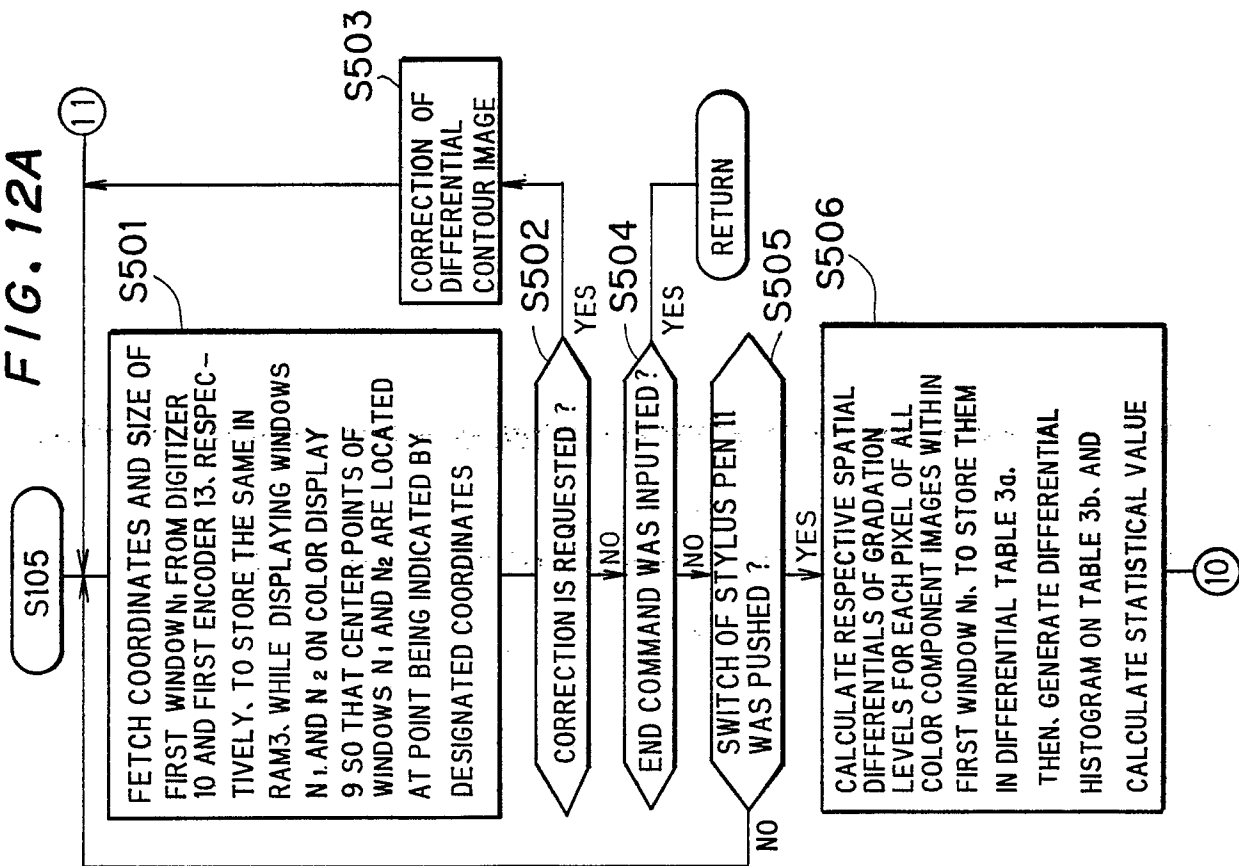 FIG. 12A
S105
11
S501
FETCH COORDINATES AND SIZE OF
FIRST WINDOW N1 FROM DIGITIZER
10 AND FIRST ENCODER 13, RESPEC-
TIVELY, TO STORE THE SAME IN
RAM3, WHILE DISPLAYING WINDOWS
N1, AND N2 ON COLOR DISPLAY
9 SO THAT CENTER POINTS OF
WINDOWS N1 AND N2 ARE LOCATED
AT POINT BEING INDICATED BY
DESIGNATED COORDINATES
S503
CORRECTION OF
DIFFERENTIAL
CONTOUR IMAGE
S502
CORRECTION IS REQUESTED ?
YES
NO
S504
END COMMAND WAS INPUTTED?
YES
RETURN
NO
S505
SWITCH OF STYLUS PEN 11
WAS PUSHED ?
NO
YES
S506
CALCULATE RESPECTIVE SPATIAL
DIFFERENTIALS OF GRADATION
LEVELS FOR EACH PIXEL OF ALL
COLOR COMPONENT IMAGES WITHIN
FIRST WINDOW N1, TO STORE THEM
IN DIFFERENTIAL TABLE 3a.
THEN, GENERATE DIFFERENTIAL
HISTOGRAM ON TABLE 3b, AND
CALCULATE STATISTICAL VALUE
10